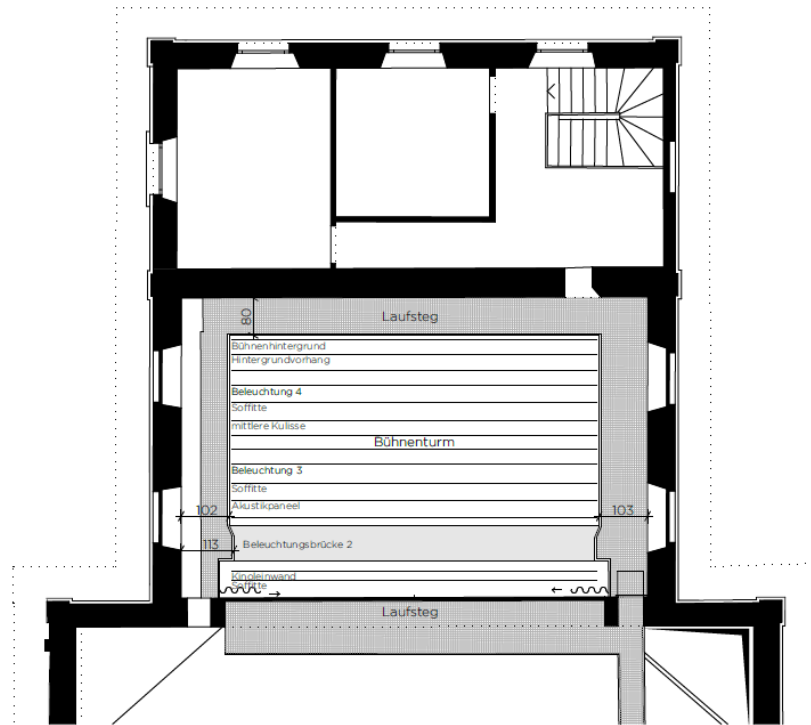 Laufsteg
80
Bühnenhintergrund
Hintergrundvorhang
Beleuchtung 4
Soffitte
mittlere Kulisse
Bühnenturm
Beleuchtung 3
Soffitte
Akustikpaneel
102
103
113
Beleuchtungsbrücke 2
Kinoleinwand
Soffitte
Laufsteg